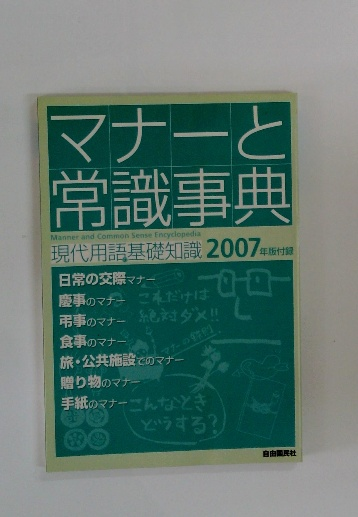 マナーと
常識事典
Manner and Common Sense Encyclopedia
現代用語基礎知識 2007年版付録
日常の交際マナー
慶事のマナー
弔事のマナー
食事のマナー
旅・公共施設でのマナー
贈り物のマナー
手紙のマナー
これだけは
絶対ダメ!!
こんなとき
どうする?
自由国民社